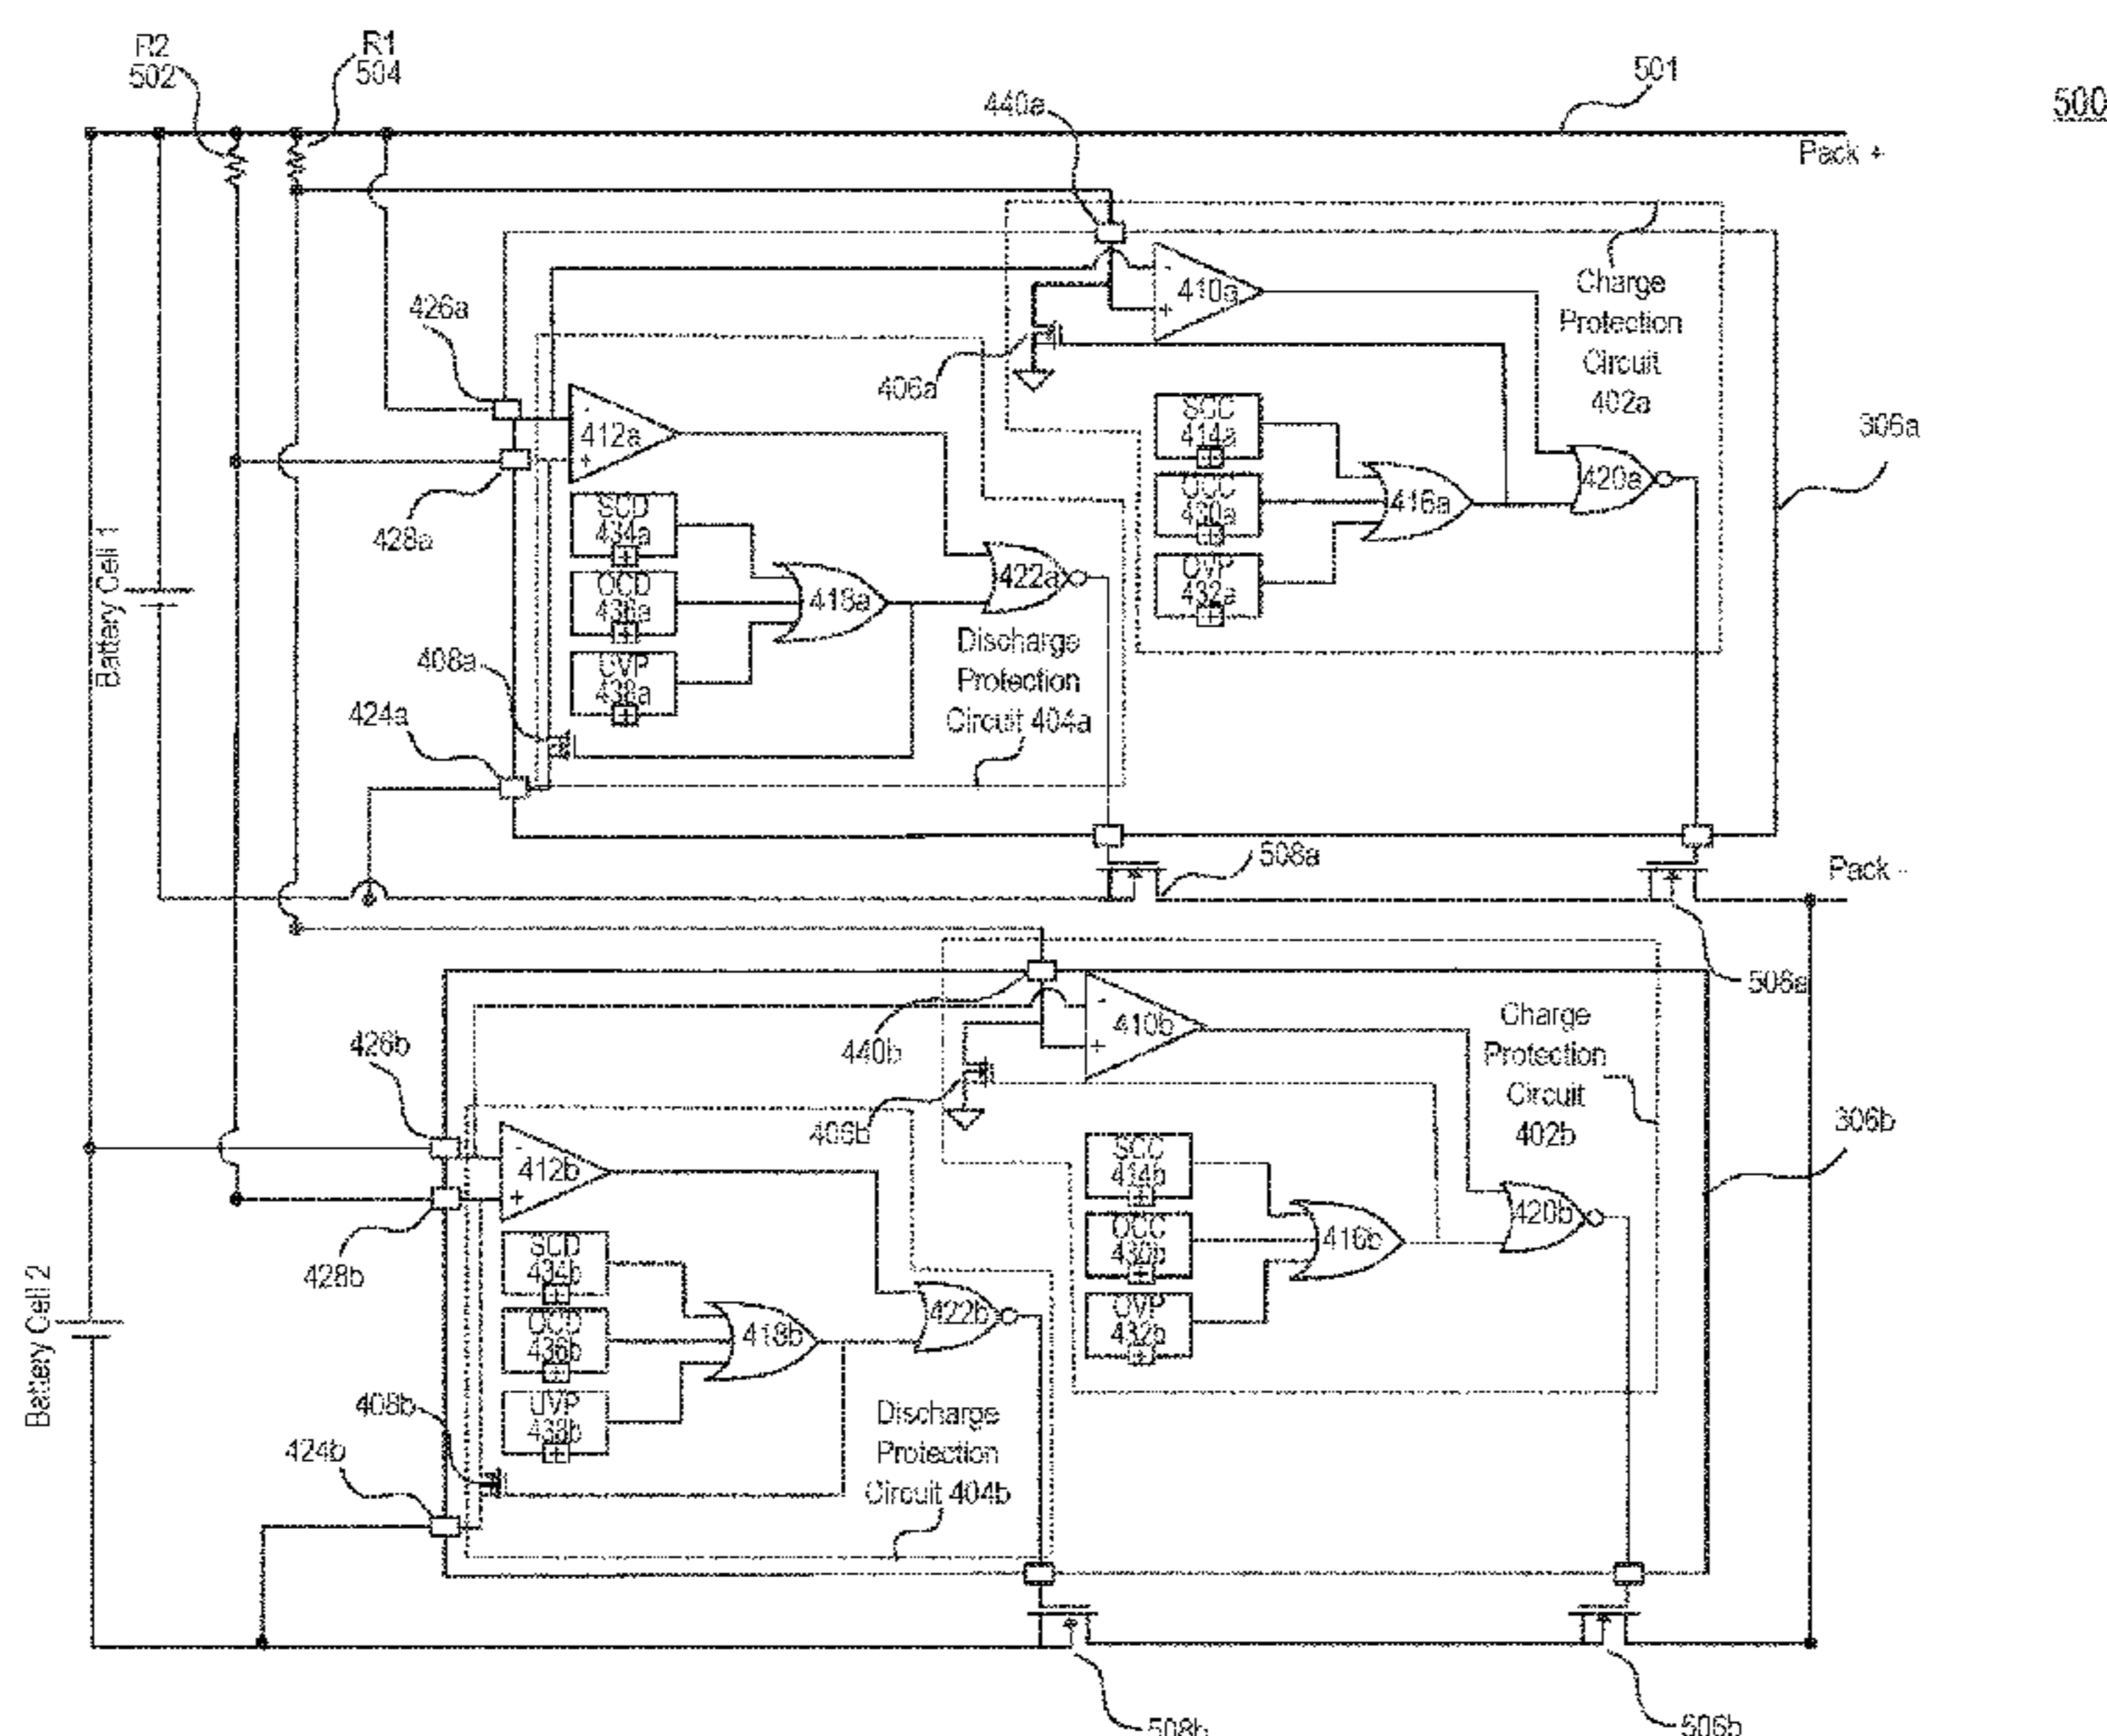 R2
502
R1
504
440a
501
500
Pack +
Charge
Protection
Circuit
402a
410a
426a
406a
412a
SCC
414a
306a
428a
OCC
430a
416a
420a
SCD
434a
OVP
432a
422a
OCD
436a
418a
Battery Cell 1
Discharge
Protection
Circuit 404a
408a
UVP
438a
424a
508a
Pack -
506a
Charge
Protection
Circuit
402b
410b
440b
426b
406b
306b
412b
SCC
414b
428b
OCC
430b
416b
420b
SCD
434b
OVP
432b
422b
OCD
436b
418b
Battery Cell 2
408b
UVP
438b
Discharge
Protection
Circuit 404b
424b
508b
506b